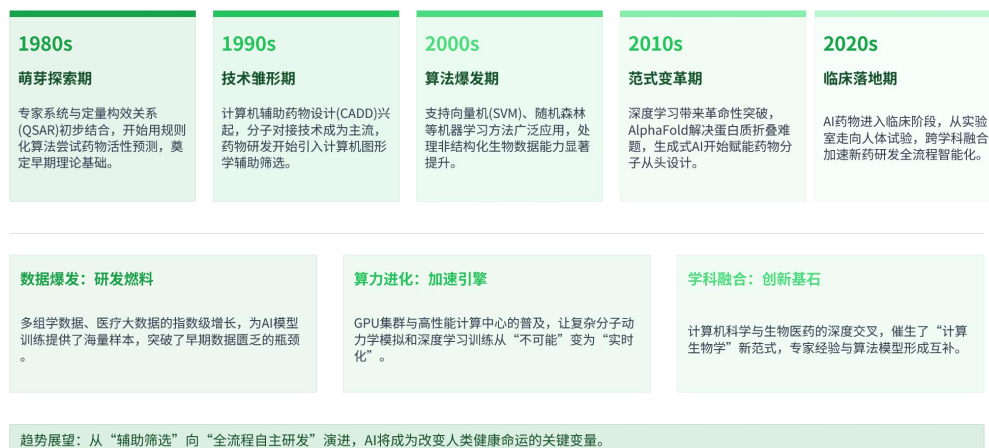 1980s
萌芽探索期
专家系统与定量构效关系
(QSAR)初步结合，开始用规则
化算法尝试药物活性预测，奠
定早期理论基础。
1990s
技术雏形期
计算机辅助药物设计(CADD)兴
起，分子对接技术成为主流，
药物研发开始引入计算机图形
学辅助筛选。
2000s
算法爆发期
支持向量机(SVM)、随机森林
等机器学习方法广泛应用，处
理非结构化生物数据能力显著
提升。
2010s
范式变革期
深度学习带来革命性突破，
AlphaFold解决蛋白质折叠难
题，生成式AI开始赋能药物分
子从头设计。
2020s
临床落地期
AI药物进入临床阶段，从实验
室走向人体试验，跨学科融合
加速新药研发全流程智能化。
数据爆发：研发燃料
多组学数据、医疗大数据的指数级增长，为AI模型
训练提供了海量样本，突破了早期数据匮乏的瓶颈
。
算力进化：加速引擎
GPU集群与高性能计算中心的普及，让复杂分子动
力学模拟和深度学习训练从“不可能”变为“实时
化”。
学科融合：创新基石
计算机科学与生物医药的深度交叉，催生了“计算
生物学”新范式，专家经验与算法模型形成互补。
趋势展望：从“辅助筛选”向“全流程自主研发”演进，AI将成为改变人类健康命运的关键变量。